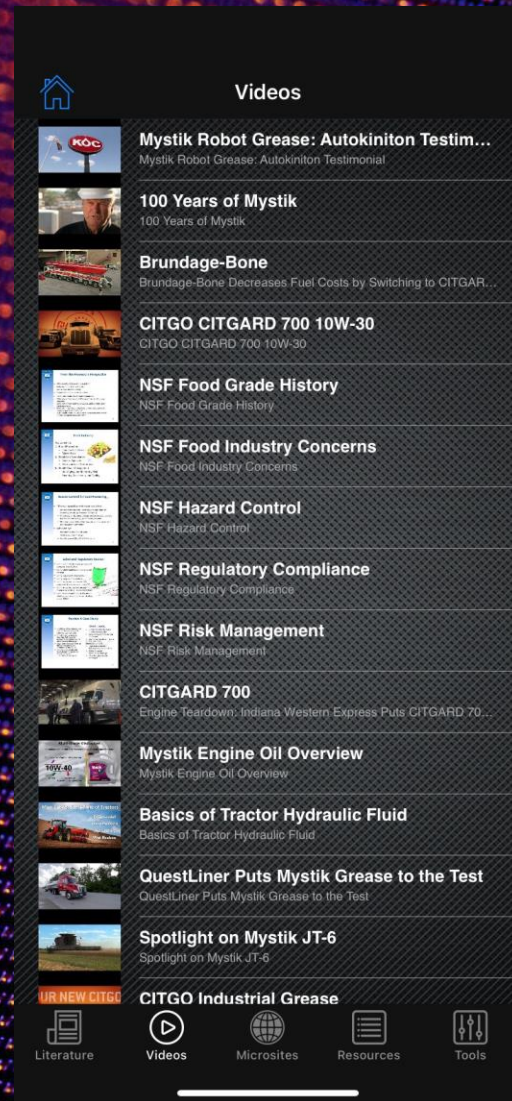 Videos
KOC
Mystik Robot Grease: Autokiniton Testim...
Mystik Robot Grease: Autokiniton Testimonial
100 Years of Mystik
100 Years of Mystik
Brundage-Bone
Brundage-Bone Decreases Fuel Costs by Switching to CITGAR...
CITGO CITGARD 700 10W-30
CITGO CITGARD 700 10W-30
NSF Food Grade History
NSF Food Grade History
NSF Food Industry Concerns
NSF Food Industry Concerns
NSF Hazard Control
NSF Hazard Control
NSF Regulatory Compliance
NSF Regulatory Compliance
NSF Risk Management
NSF Risk Management
CITGARD 700
Engine Teardown: Indiana Western Express Puts CITGARD 70...
10W-40
Mystik Engine Oil Overview
Mystik Engine Oil Overview
Basics of Tractor Hydraulic Fluid
Basics of Tractor Hydraulic Fluid
QuestLiner Puts Mystik Grease to the Test
QuestLiner Puts Mystik Grease to the Test
Spotlight on Mystik JT-6
Spotlight on Mystik JT-6
UR NEW CITGO
CITGO Industrial Grease
Literature
Videos
Microsites
Resources
Tools